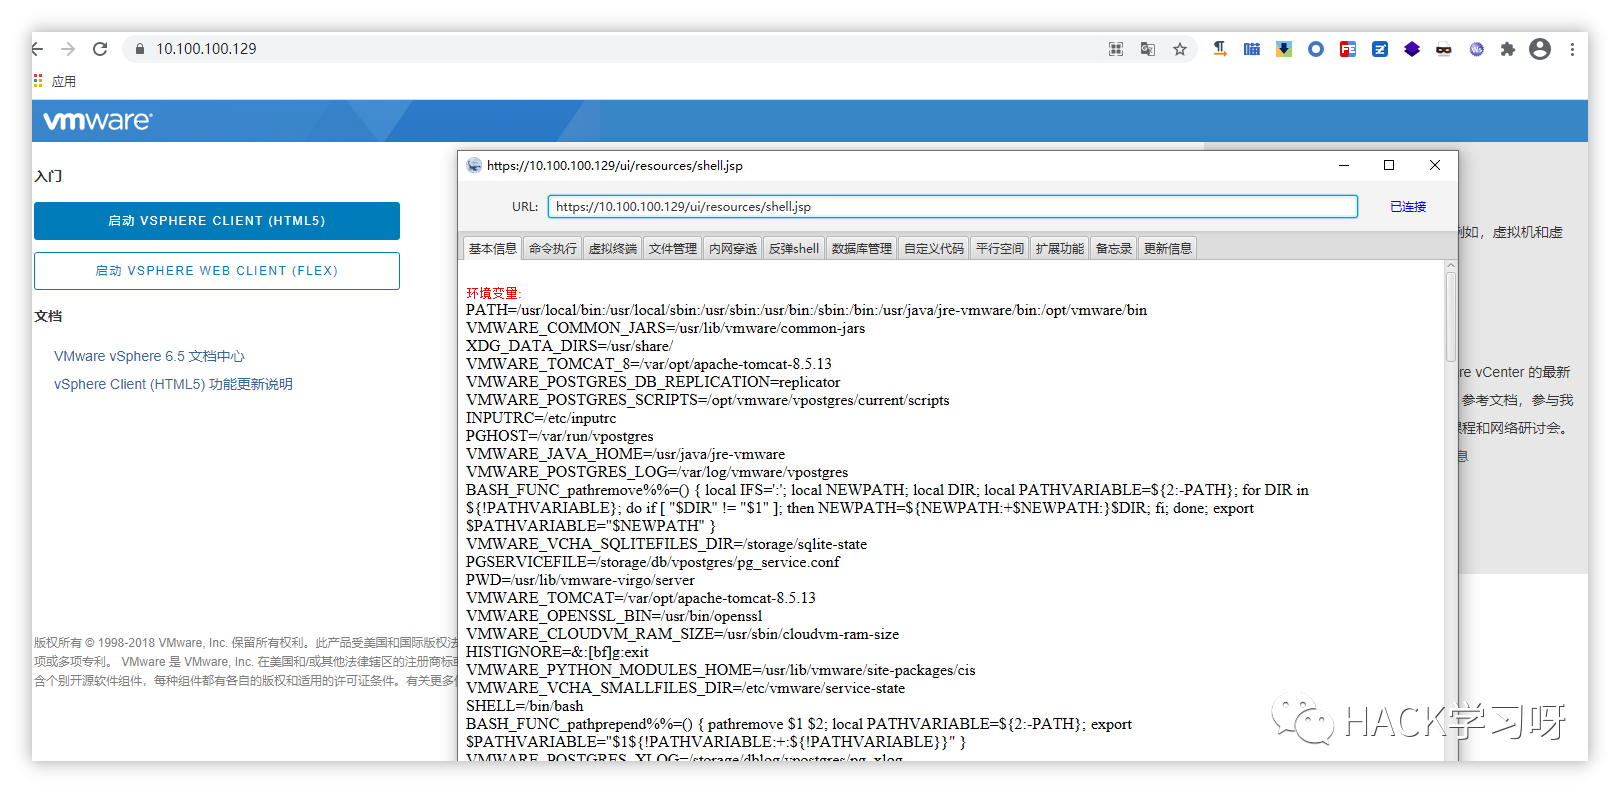 10.100.100.129
应用
vmware
入门
启动 VSPHERE CLIENT (HTML5)
启动 VSPHERE WEB CLIENT (FLEX)
文档
VMware vSphere 6.5 文档中心
vSphere Client (HTML5) 功能更新说明
版权所有 © 1998-2018 VMware, Inc. 保留所有权利。此产品受美国和国际版权法
项或多项专利。 VMware 是 VMware, Inc. 在美国和/或其他法律辖区的注册商标或
含个别开源软件组件，每种组件都有各自的版权和适用的许可证条件。有关更多
https://10.100.100.129/ui/resources/shell.jsp
URL: https://10.100.100.129/ui/resources/shell.jsp 已连接
基本信息 命令执行 虚拟终端 文件管理 内网穿透 反弹shell 数据库管理 自定义代码 平行空间 扩展功能 备忘录 更新信息
环境变量:
PATH=/usr/local/bin:/usr/local/sbin:/usr/sbin:/usr/bin:/sbin:/bin:/usr/java/jre-vmware/bin:/opt/vmware/bin
VMWARE_COMMON_JARS=/usr/lib/vmware/common-jars
XDG_DATA_DIRS=/usr/share/
VMWARE_TOMCAT_8=/var/opt/apache-tomcat-8.5.13
VMWARE_POSTGRES_DB_REPLICATION=replicator
VMWARE_POSTGRES_SCRIPTS=/opt/vmware/vpostgres/current/scripts
INPUTRC=/etc/inputrc
PGHOST=/var/run/vpostgres
VMWARE_JAVA_HOME=/usr/java/jre-vmware
VMWARE_POSTGRES_LOG=/var/log/vmware/vpostgres
BASH_FUNC_pathremove%%=() { local IFS=':'; local NEWPATH; local DIR; local PATHVARIABLE=${2:-PATH}; for DIR in
${!PATHVARIABLE}; do if [ "$DIR" != "$1" ]; then NEWPATH=${NEWPATH:+$NEWPATH:}$DIR; fi; done; export
$PATHVARIABLE="$NEWPATH" }
VMWARE_VCHA_SQLITEFILES_DIR=/storage/sqlite-state
PGSERVICEFILE=/storage/db/vpostgres/pg_service.conf
PWD=/usr/lib/vmware-virgo/server
VMWARE_TOMCAT=/var/opt/apache-tomcat-8.5.13
VMWARE_OPENSSL_BIN=/usr/bin/openssl
VMWARE_CLOUDVM_RAM_SIZE=/usr/sbin/cloudvm-ram-size
HISTIGNORE=&:[bf]g:exit
VMWARE_PYTHON_MODULES_HOME=/usr/lib/vmware/site-packages/cis
VMWARE_VCHA_SMALLFILES_DIR=/etc/vmware/service-state
SHELL=/bin/bash
BASH_FUNC_pathprepend%%=() { pathremove $1 $2; local PATHVARIABLE=${2:-PATH}; export
$PATHVARIABLE="$1${!PATHVARIABLE:+:${!PATHVARIABLE}}" }
VMWARE_POSTGRES_XLOG=/storage/dblog/vpostgres/pg_xlog
例如，虚拟机和虚
re vCenter 的最新
参考文档，参与我
程和网络研讨会。
息
HACK学习呀